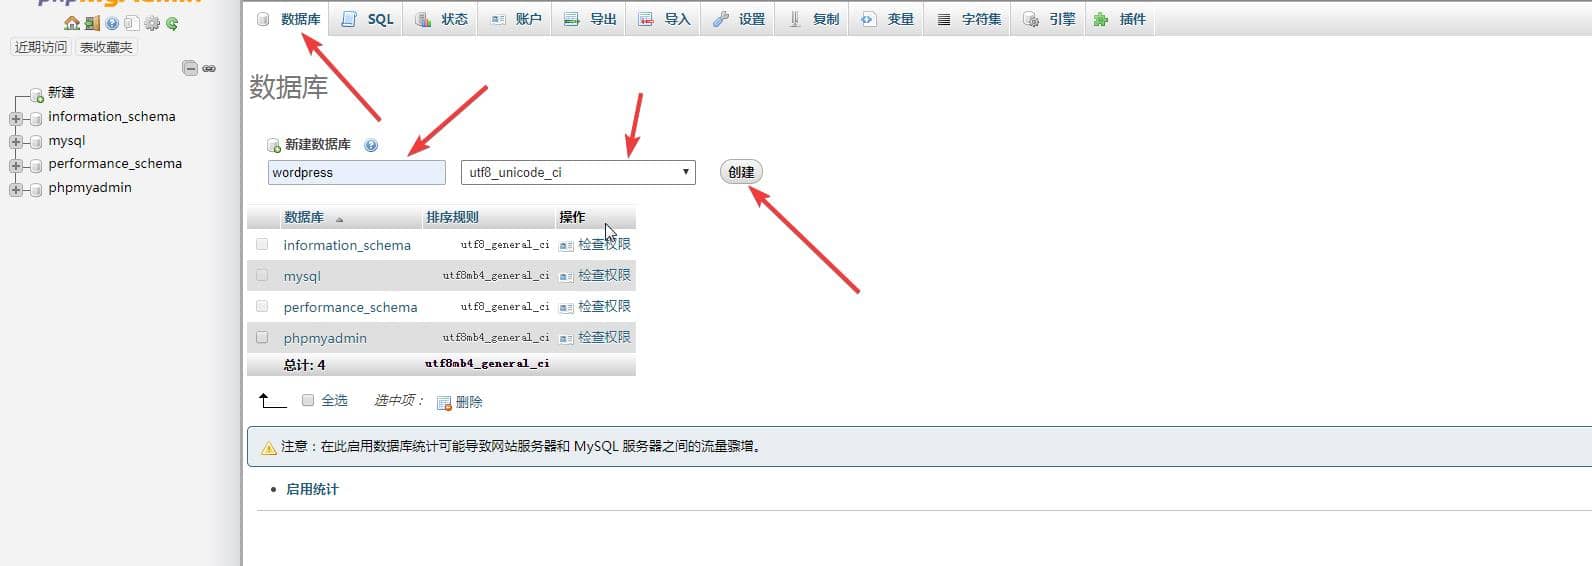 phpMyAdmin
近期访问 表收藏夹
新建
information_schema
mysql
performance_schema
phpmyadmin
数据库 SQL 状态 账户 导出 导入 设置 复制 变量 字符集 引擎 插件
数据库
新建数据库
wordpress utf8_unicode_ci 创建
数据库 排序规则 操作
information_schema utf8_general_ci 检查权限
mysql utf8mb4_general_ci 检查权限
performance_schema utf8_general_ci 检查权限
phpmyadmin utf8mb4_general_ci 检查权限
总计: 4 utf8mb4_general_ci
全选 选中项： 删除
注意：在此启用数据库统计可能导致网站服务器和 MySQL 服务器之间的流量骤增。
启用统计